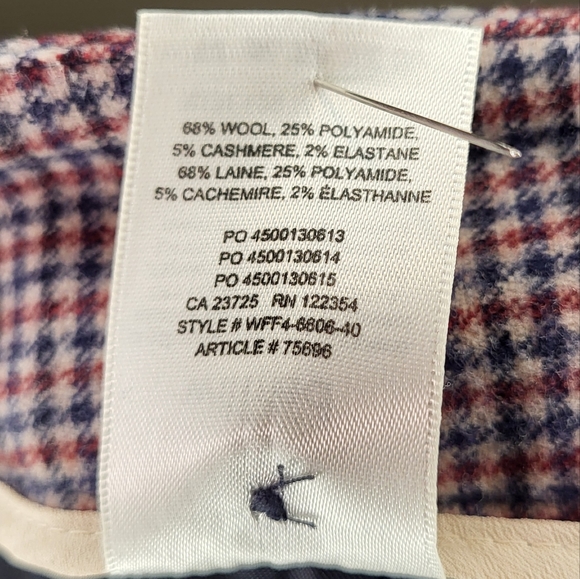 68% WOOL, 25% POLYAMIDE,
5% CASHMERE, 2% ELASTANE
68% LAINE, 25% POLYAMIDE,
5% CACHEMIRE, 2% ÉLASTHANNE
PO 4500130613
PO 4500130614
PO 4500130615
CA 23725 RN 122354
STYLE # WFF4-6606-40
ARTICLE # 75696